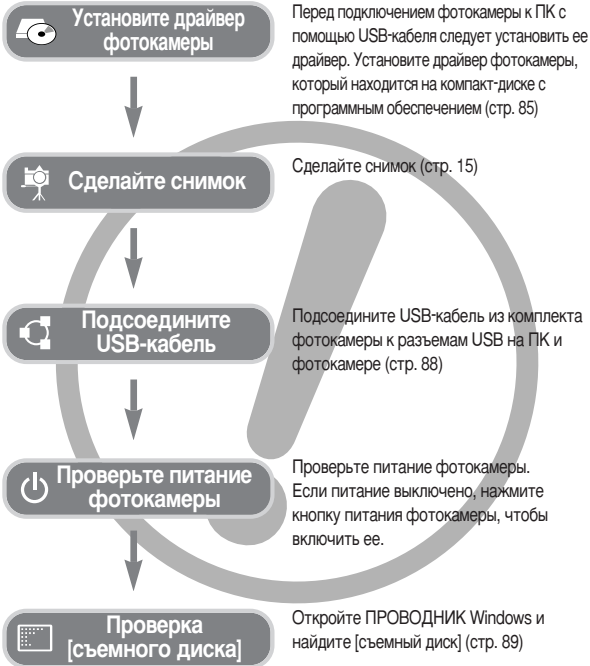 Установите драйвер
фотокамеры
Перед подключением фотокамеры к ПК с
помощью USB-кабеля следует установить ее
драйвер. Установите драйвер фотокамеры,
который находится на компакт-диске с
программным обеспечением (стр. 85)
Сделайте снимок
Сделайте снимок (стр. 15)
Подсоедините
USB-кабель
Подсоедините USB-кабель из комплекта
фотокамеры к разъемам USB на ПК и
фотокамере (стр. 88)
Проверьте питание
фотокамеры
Проверьте питание фотокамеры.
Если питание выключено, нажмите
кнопку питания фотокамеры, чтобы
включить ее.
Проверка
[съемного диска]
Откройте ПРОВОДНИК Windows и
найдите [съемный диск] (стр. 89)